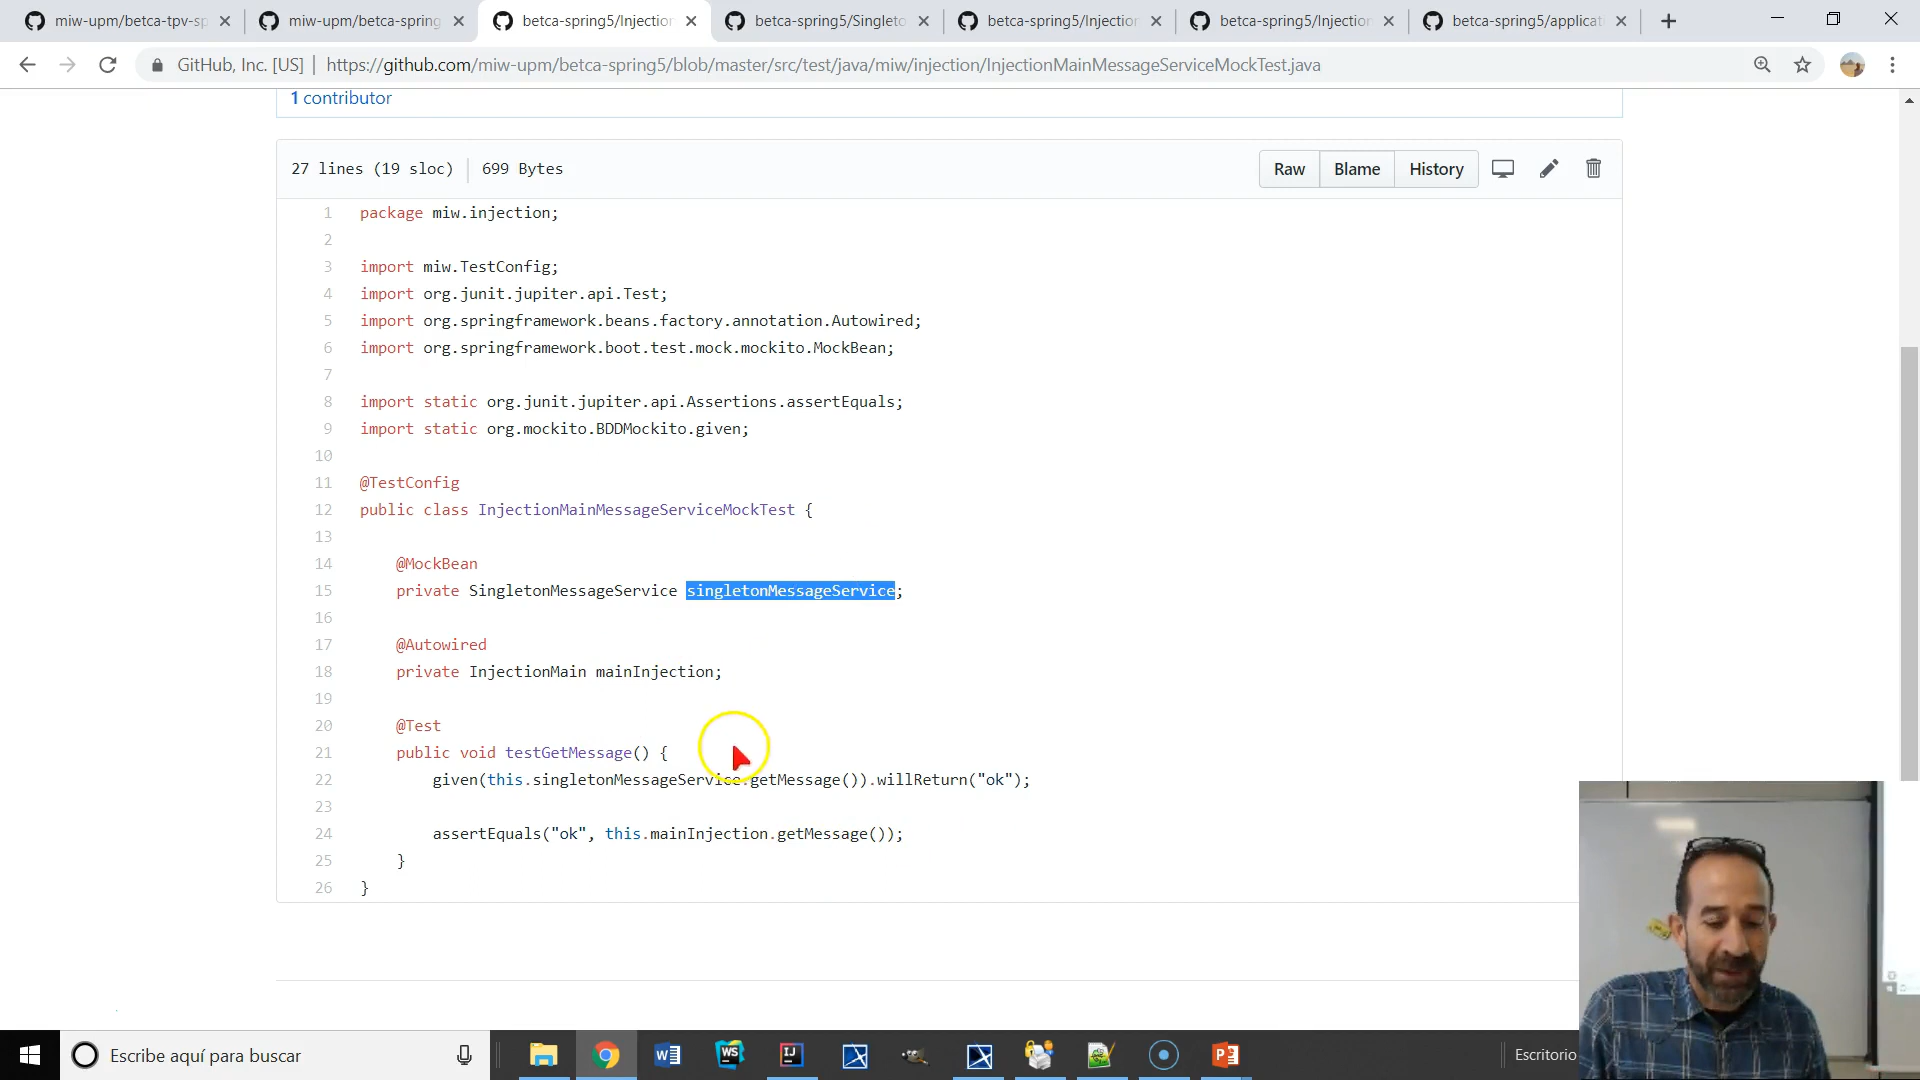 miw-upm/betca-tpv-sp
miw-upm/betca-spring
betca-spring5/Injection
betca-spring5/Singleto
betca-spring5/Injection
betca-spring5/Injection
betca-spring5/applicati
GitHub, Inc. [US] | https://github.com/miw-upm/betca-spring5/blob/master/src/test/java/miw/injection/InjectionMainMessageServiceMockTest.java
1 contributor
27 lines (19 sloc) | 699 Bytes
Raw Blame History
1 package miw.injection;
2
3 import miw.TestConfig;
4 import org.junit.jupiter.api.Test;
5 import org.springframework.beans.factory.annotation.Autowired;
6 import org.springframework.boot.test.mock.mockito.MockBean;
7
8 import static org.junit.jupiter.api.Assertions.assertEquals;
9 import static org.mockito.BDDMockito.given;
10
11 @TestConfig
12 public class InjectionMainMessageServiceMockTest {
13
14 @MockBean
15 private SingletonMessageService singletonMessageService;
16
17 @Autowired
18 private InjectionMain mainInjection;
19
20 @Test
21 public void testGetMessage() {
22 given(this.singletonMessageService.getMessage()).willReturn("ok");
23
24 assertEquals("ok", this.mainInjection.getMessage());
25 }
26 }
Escribe aquí para buscar
Escritorio